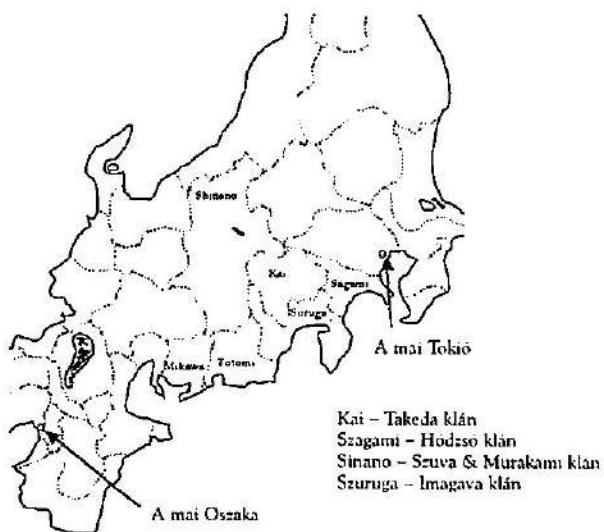 Shinano
Kai
Sagami
Suruga
A mai Tokió
Mikawa
Totomi
Kai – Takeda klán
Szagami – Hódzsó klán
Sinano – Szuva & Murakami klán
Szuruga – Imagava klán
A mai Oszaka